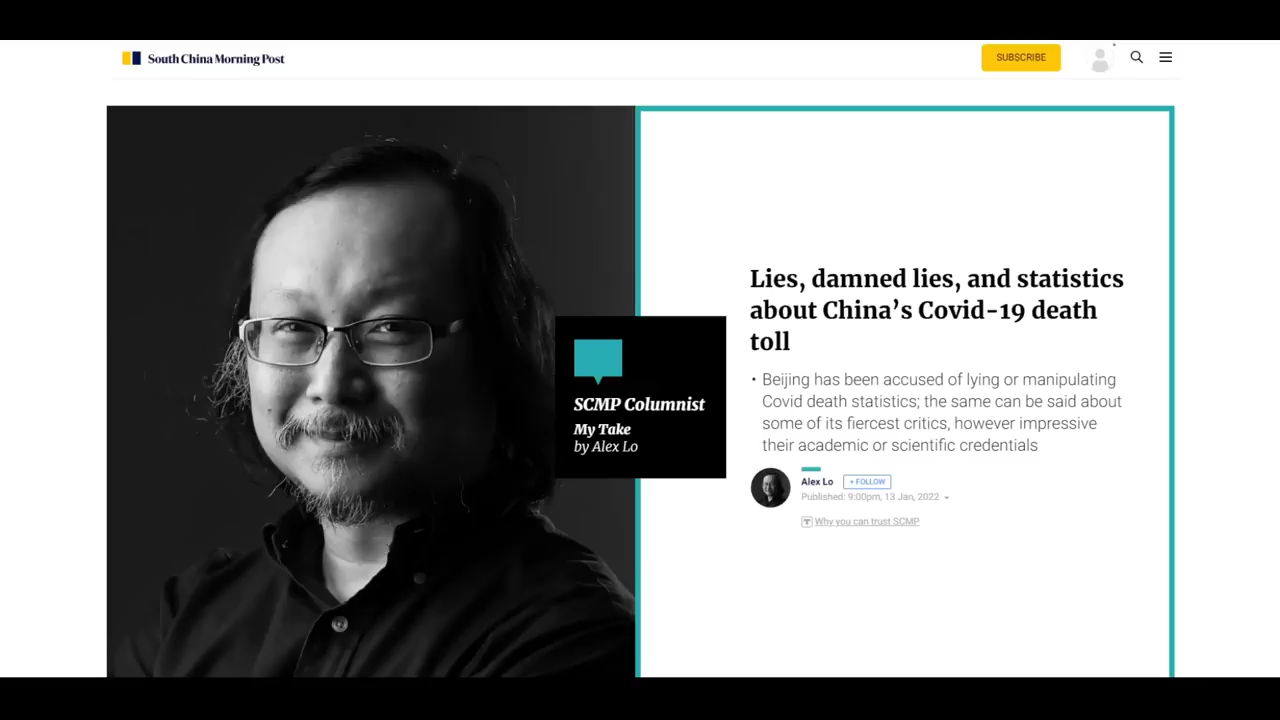 South China Morning Post
SUBSCRIBE
SCMP Columnist
My Take
by Alex Lo
Lies, damned lies, and statistics
about China’s Covid-19 death
toll
• Beijing has been accused of lying or manipulating
Covid death statistics; the same can be said about
some of its fiercest critics, however impressive
their academic or scientific credentials
Alex Lo
+ FOLLOW
Published: 9:00pm, 13 Jan, 2022
Why you can trust SCMP